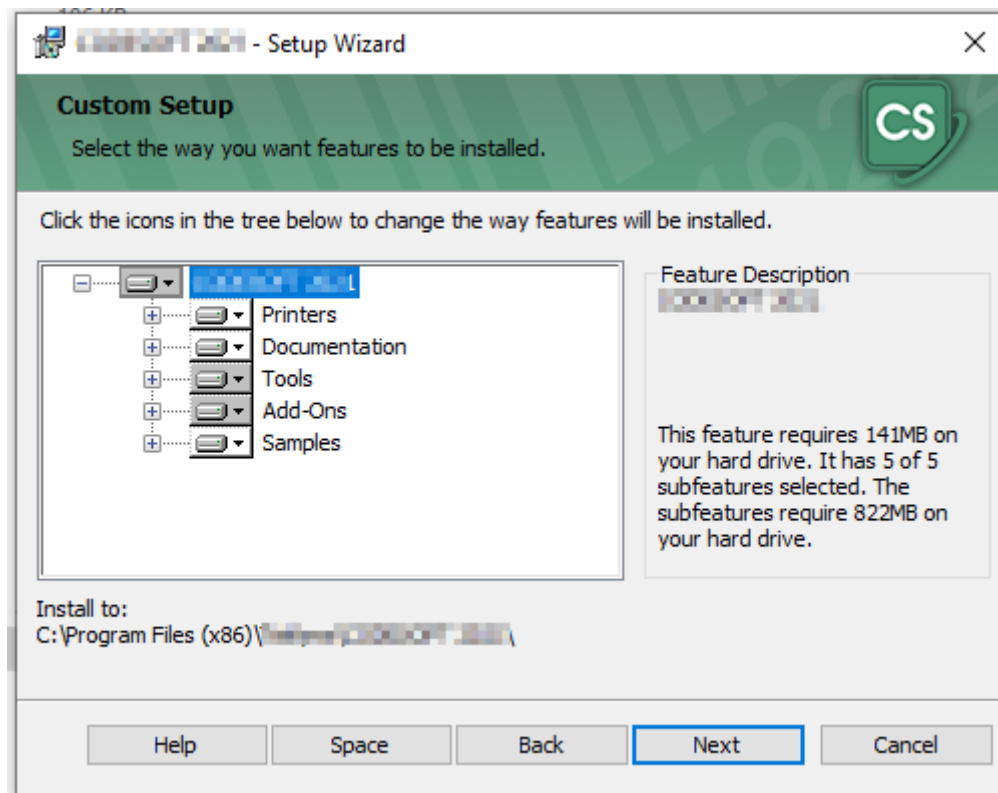 - Setup Wizard
Custom Setup
Select the way you want features to be installed.
CS
Click the icons in the tree below to change the way features will be installed.
Feature Description
Printers
Documentation
Tools
Add-Ons
Samples
This feature requires 141MB on
your hard drive. It has 5 of 5
subfeatures selected. The
subfeatures require 822MB on
your hard drive.
Install to:
C:\Program Files (x86)\ \
Help
Space
Back
Next
Cancel